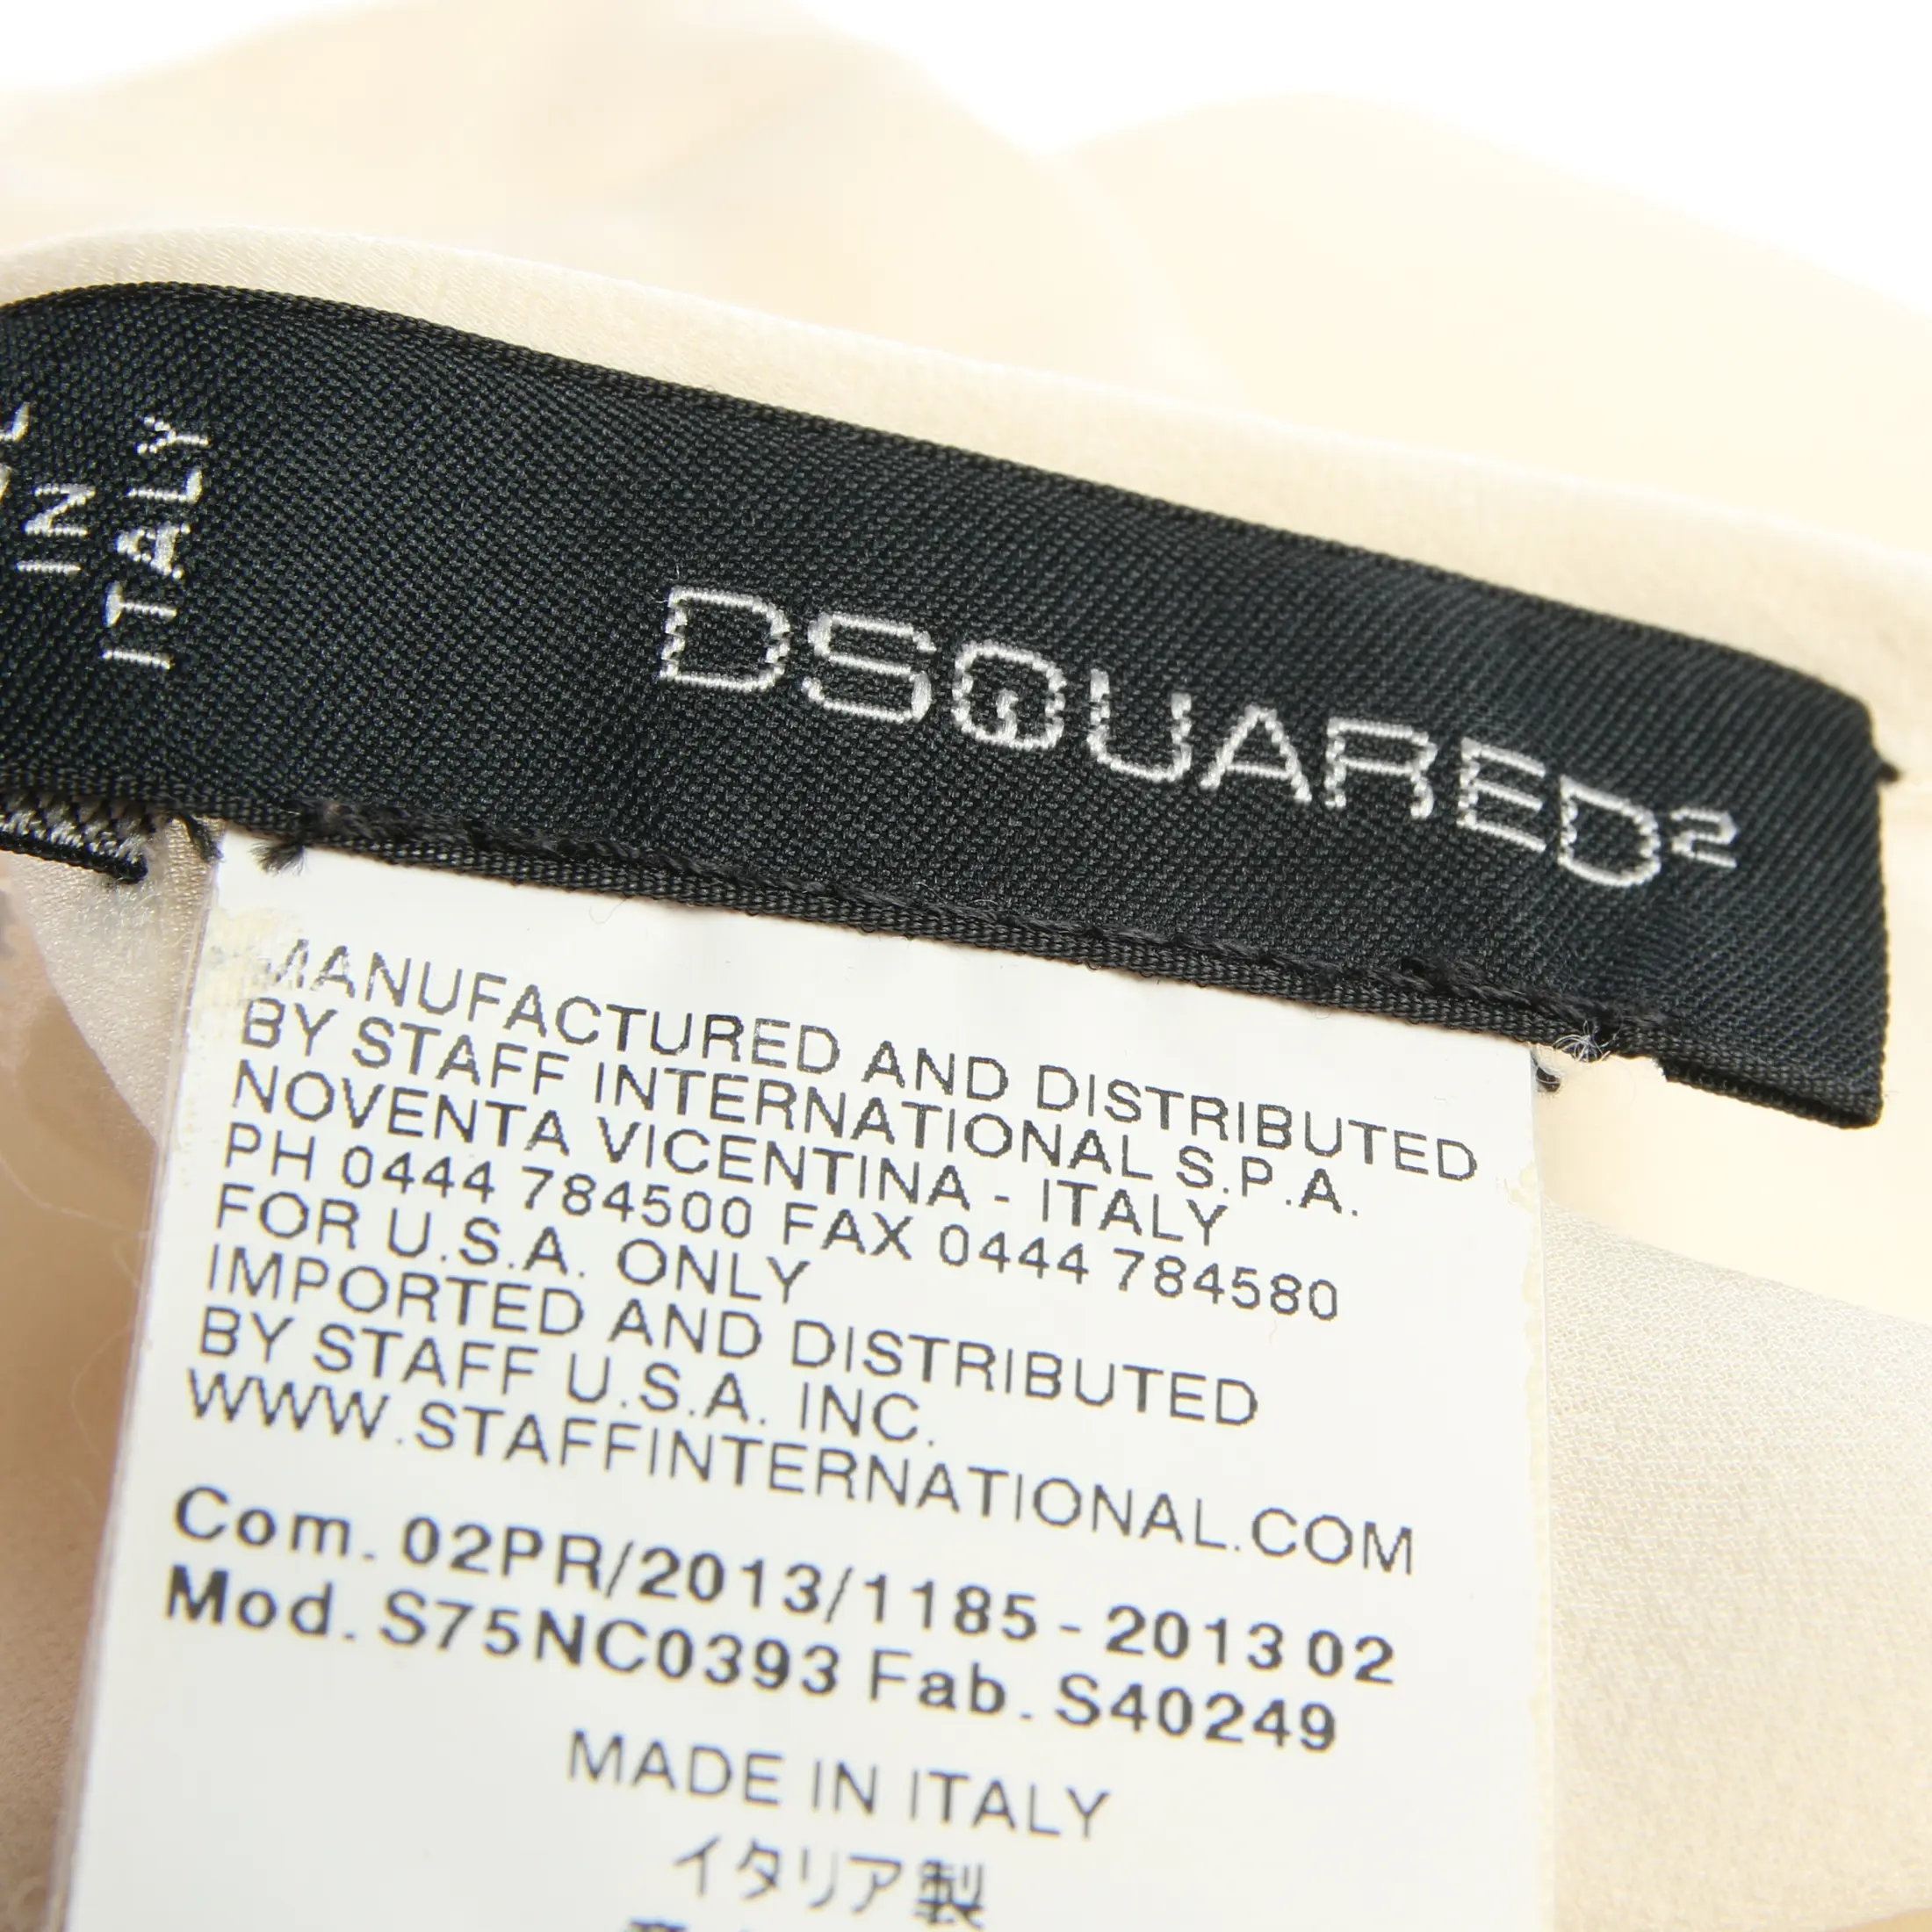 IN
ITALY
DSQUARED2
MANUFACTURED AND DISTRIBUTED
BY STAFF INTERNATIONAL S.P.A.
NOVENTA VICENTINA - ITALY
PH 0444 784500 FAX 0444 784580
FOR U.S.A. ONLY
IMPORTED AND DISTRIBUTED
BY STAFF U.S.A. INC.
WWW.STAFFINTERNATIONAL.COM
Com. 02PR/2013/1185 - 2013 02
Mod. S75NC0393 Fab. S40249
MADE IN ITALY
イタリア製